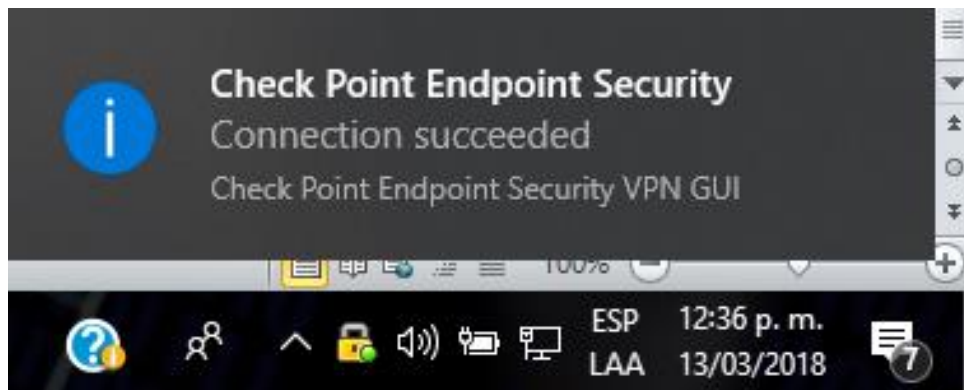 Check Point Endpoint Security
Connection succeeded
Check Point Endpoint Security VPN GUI
100%
ESP 12:36 p. m.
LAA 13/03/2018
7